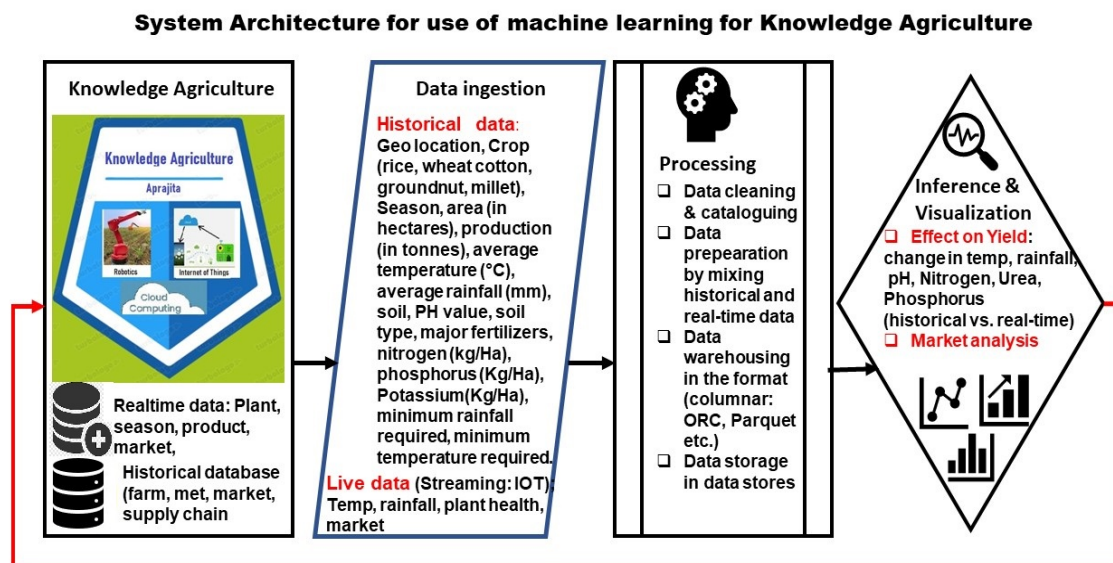 System Architecture for use of machine learning for Knowledge Agriculture
Knowledge Agriculture
Knowledge Agriculture
Aprajita
Robotics
Internet of Things
Cloud
Computing
Realtime data: Plant,
season, product,
market,
Historical database
(farm, met, market,
supply chain
Data ingestion
Historical data:
Geo location, Crop
(rice, wheat cotton,
groundnut, millet),
Season, area (in
hectares), production
(in tonnes), average
temperature (°C),
average rainfall (mm),
soil, PH value, soil
type, major fertilizers,
nitrogen (kg/Ha),
phosphorus (Kg/Ha),
Potassium(Kg/Ha),
minimum rainfall
required, minimum
temperature required.
Live data (Streaming: IOT);
Temp, rainfall, plant health,
market
Processing
Data cleaning
& cataloguing
Data
prepearation
by mixing
historical and
real-time data
Data
warehousing
in the format
(columnar:
ORC, Parquet
etc.)
Data storage
in data stores
Inference &
Visualization
Effect on Yield:
change in temp, rainfall,
pH, Nitrogen, Urea,
Phosphorus
(historical vs. real-time)
Market analysis